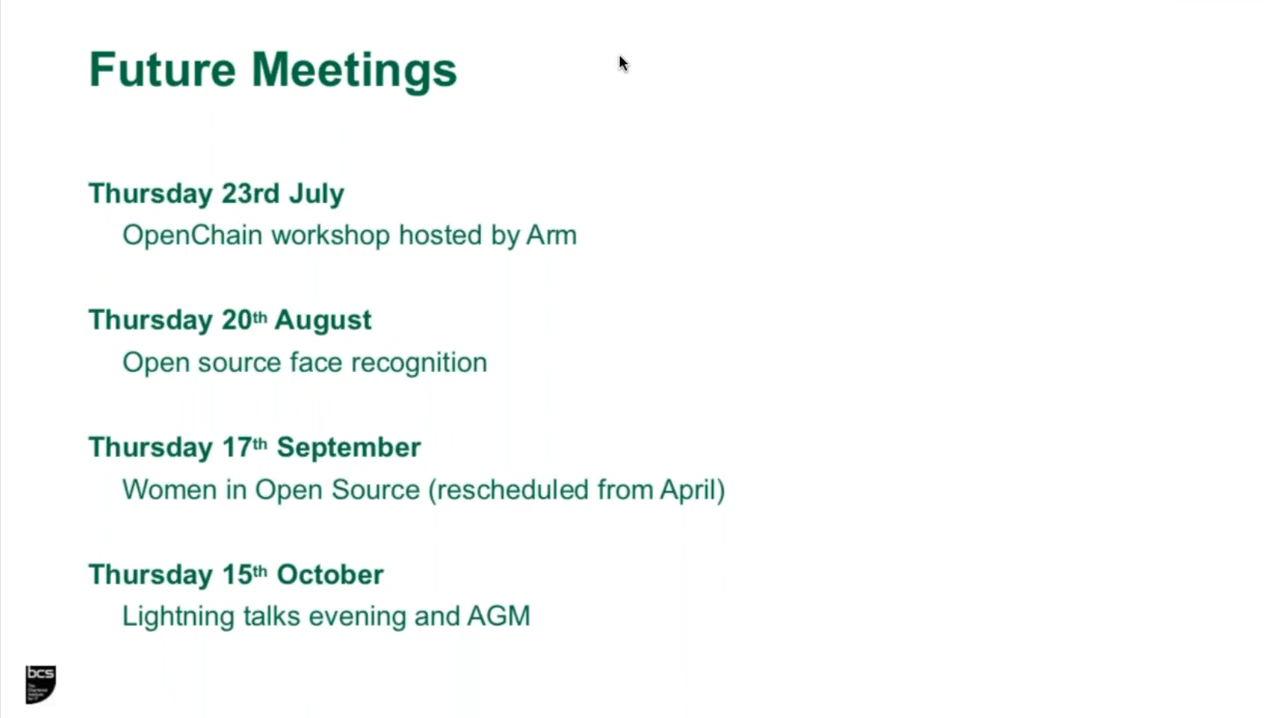 Future Meetings
Thursday 23rd July
OpenChain workshop hosted by Arm
Thursday 20th August
Open source face recognition
Thursday 17th September
Women in Open Source (rescheduled from April)
Thursday 15th October
Lightning talks evening and AGM
bcs